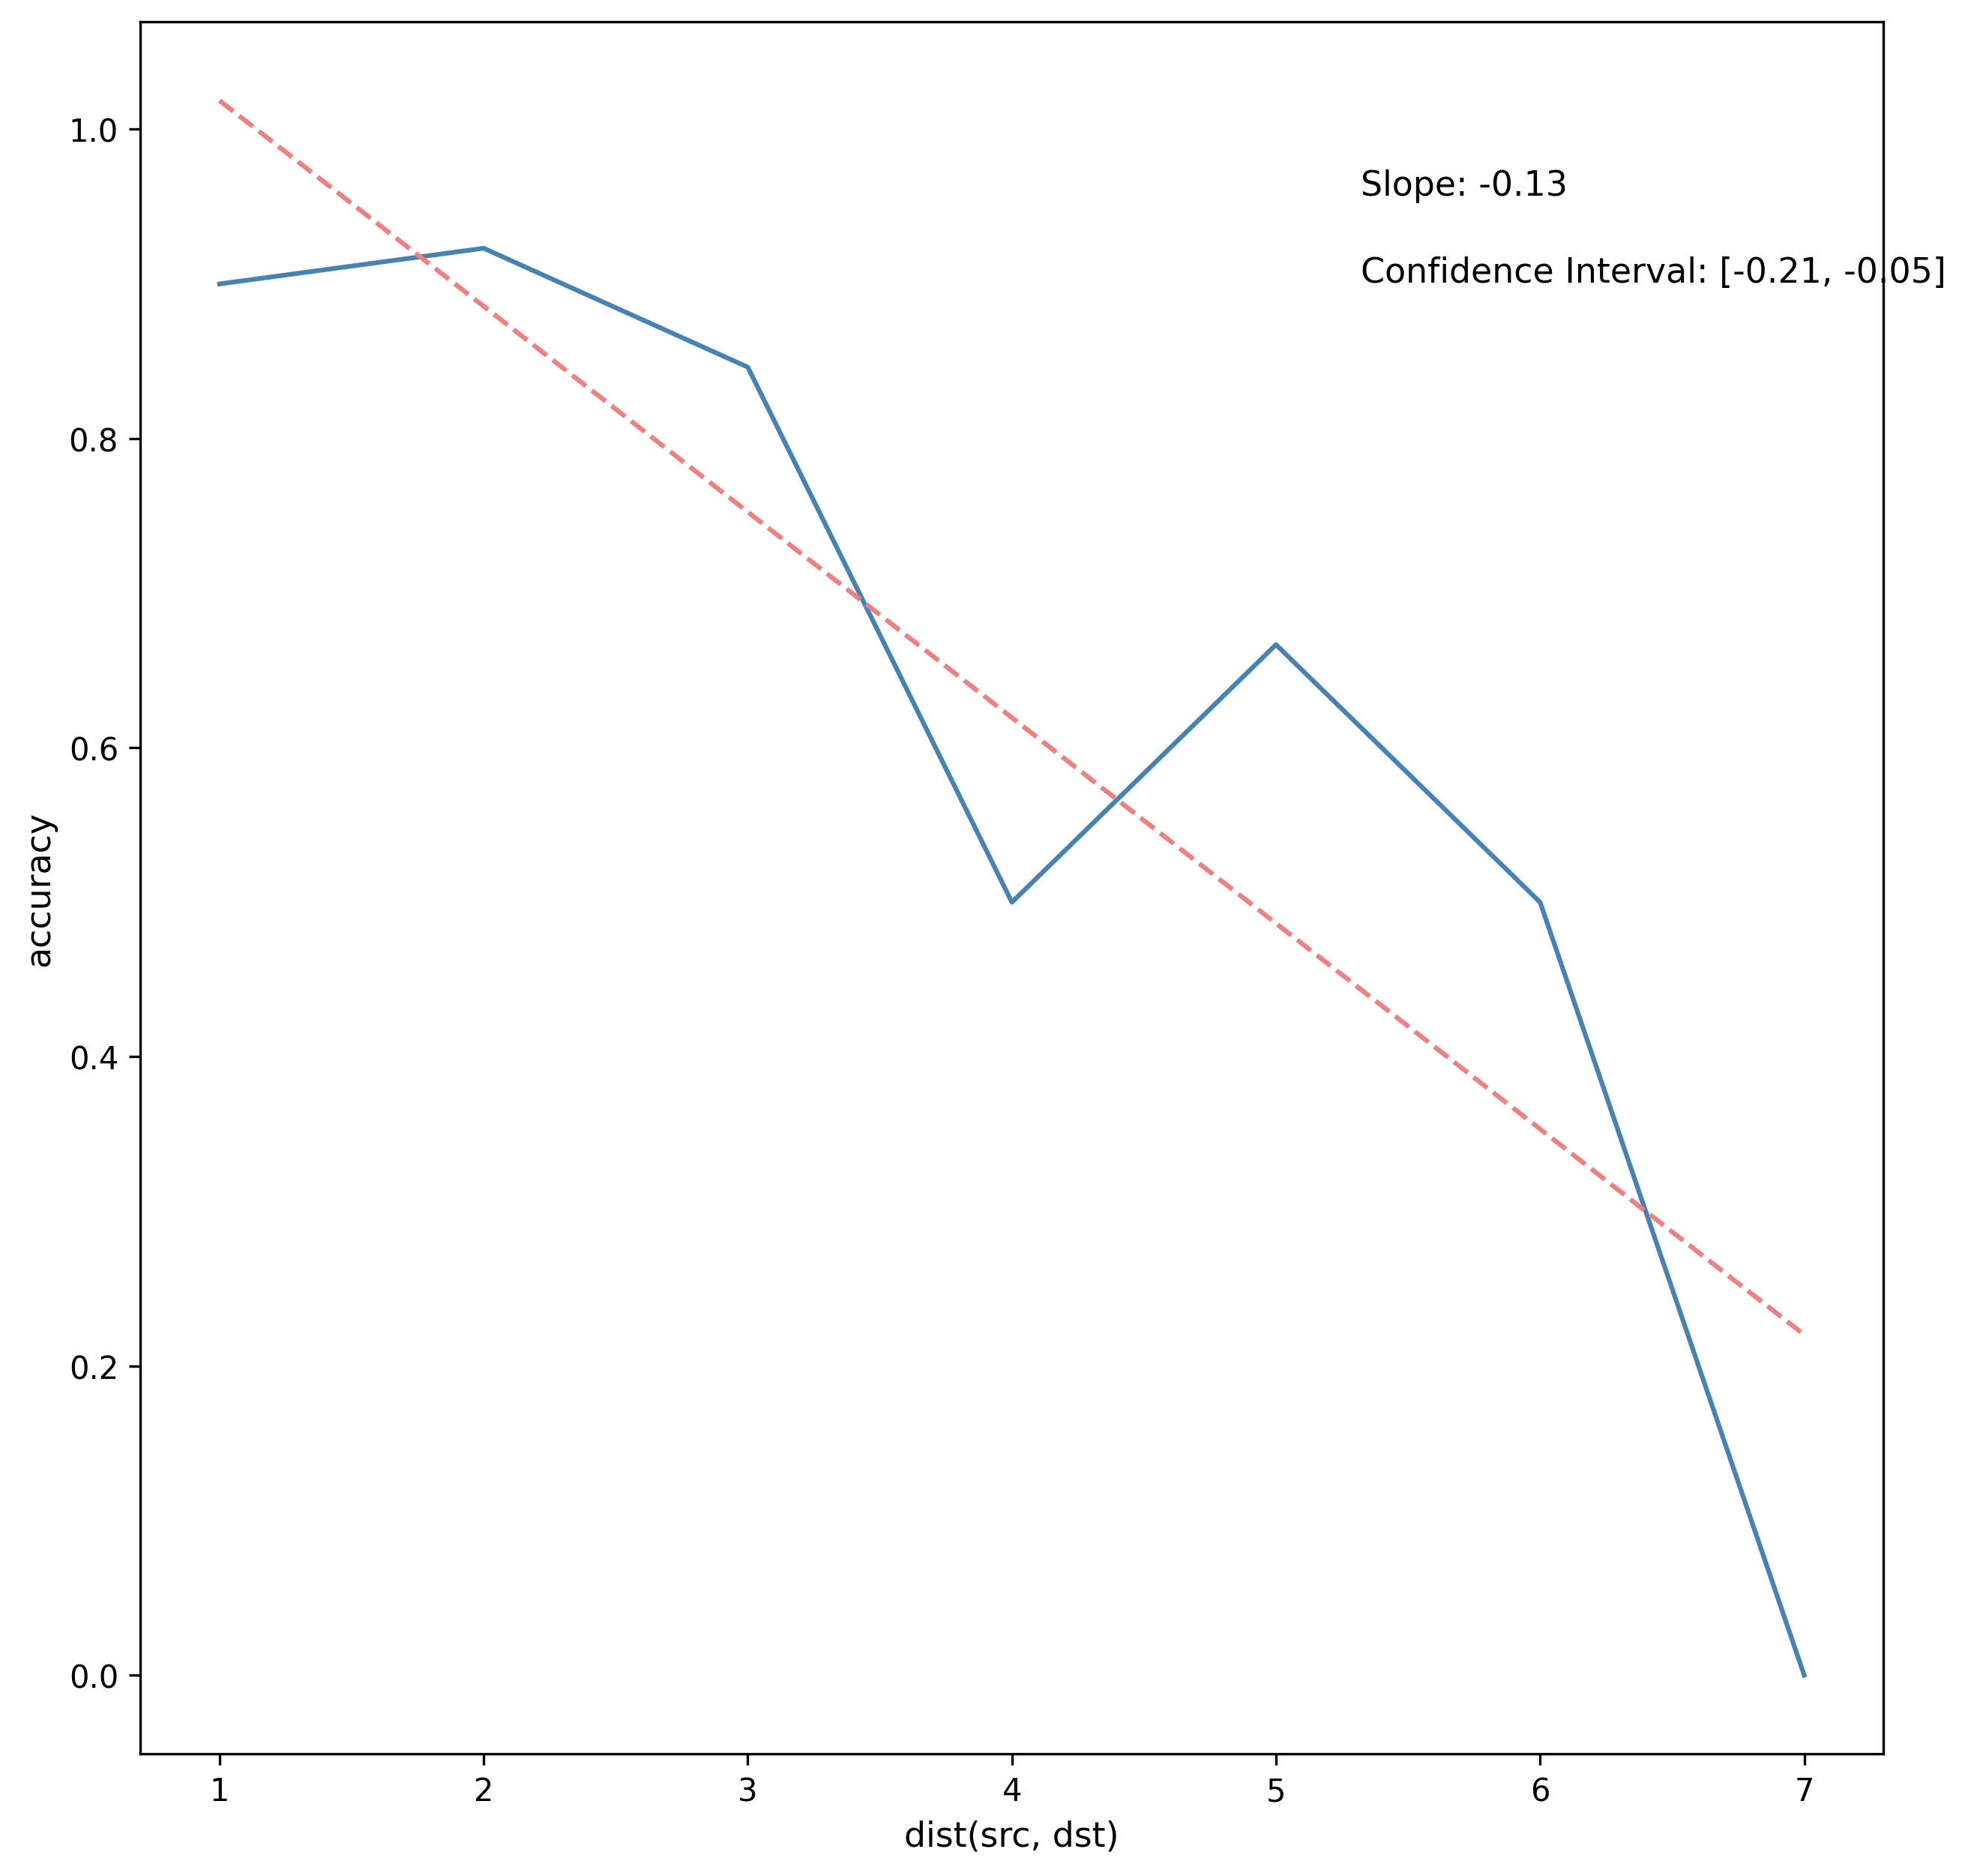 1.0
0.8
0.6
0.4
0.2
0.0
accuracy
Slope: -0.13
Confidence Interval: [-0.21, -0.05]
1 2 3 4 5 6 7
dist(src, dst)